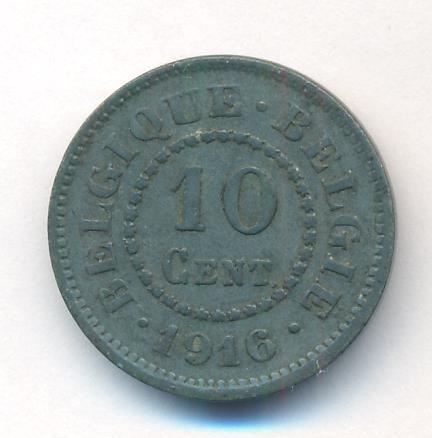 BELGIQUE · BELGIE
10
CENT.
· 1916 ·